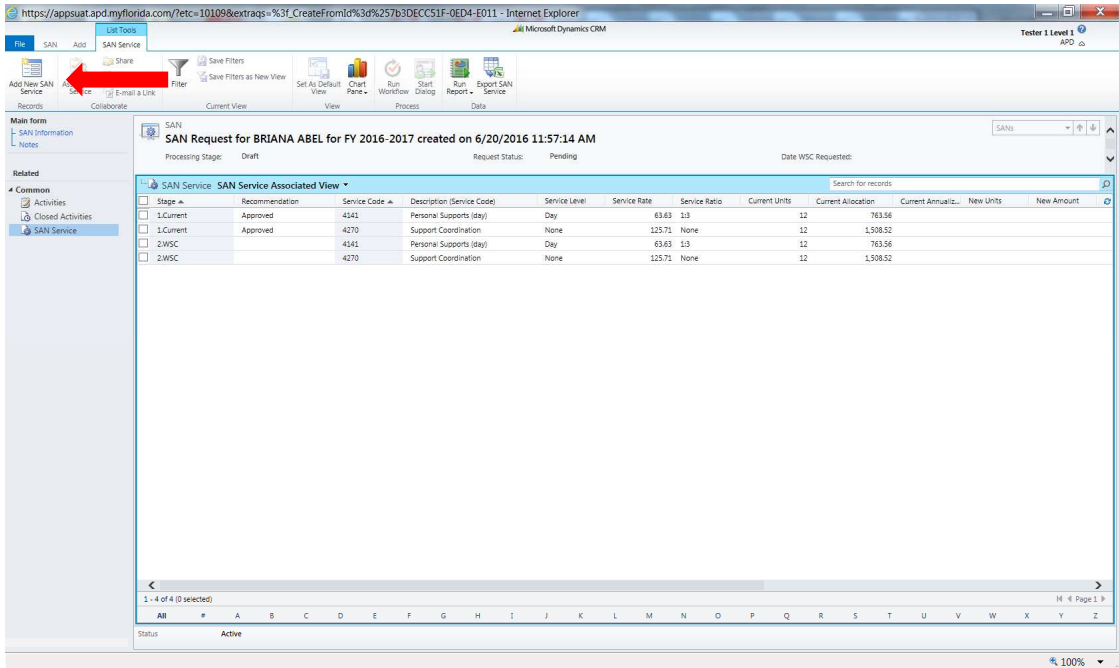 https://appsuat.apd.myflorida.com/?etc=10109&extraqs=%3f_CreateFromId%3d%257b3DECC51F-0ED4-E011 - Internet Explorer
Microsoft Dynamics CRM
Tester 1 Level 1
APD
List Tools
File SAN Add SAN Service
Add New SAN Service
Share
E-mail a Link
Filter
Save Filters
Save Filters as New View
Set As Default View
Chart Pane
Run Workflow
Start Dialog
Run Report
Export SAN Service
Records Collaborate Current View View Process Data
Main form
SAN Information
Notes
Related
Common
Activities
Closed Activities
SAN Service
SAN
SANs
SAN Request for BRIANA ABEL for FY 2016-2017 created on 6/20/2016 11:57:14 AM
Processing Stage: Draft Request Status: Pending Date WSC Requested:
SAN Service SAN Service Associated View Search for records
Stage Recommendation Service Code Description (Service Code) Service Level Service Rate Service Ratio Current Units Current Allocation Current Annualiz... New Units New Amount
1.Current Approved 4141 Personal Supports (day) Day 63.63 1:3 12 763.56
1.Current Approved 4270 Support Coordination None 125.71 None 12 1,508.52
2.WSC 4141 Personal Supports (day) Day 63.63 1:3 12 763.56
2.WSC 4270 Support Coordination None 125.71 None 12 1,508.52
1 - 4 of 4 (0 selected) Page 1
All # A B C D E F G H I J K L M N O P Q R S T U V W X Y Z
Status Active
100%